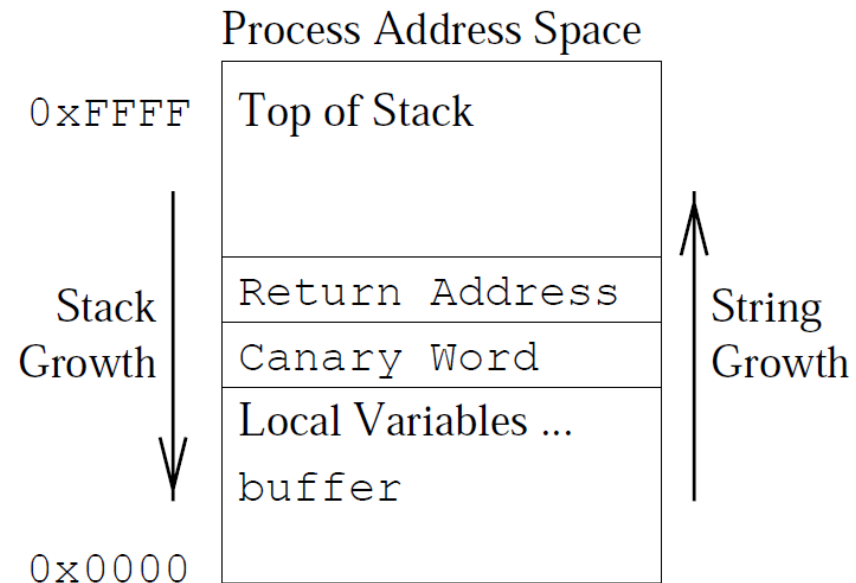 Process Address Space
0xFFFF
Top of Stack
Return Address
Stack
Growth
Canary Word
String
Growth
Local Variables ...
buffer
0x0000